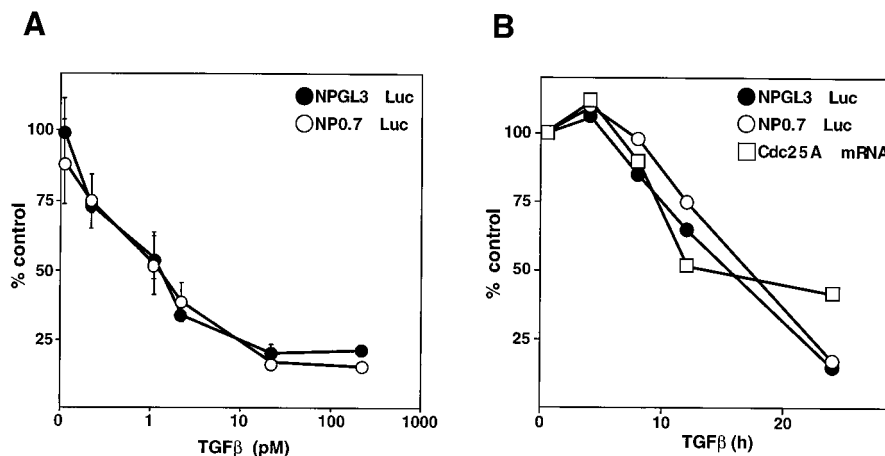 A
NPGL3 Luc
NP0.7 Luc
100
75
50
25
% control
0
1
10
100
1000
TGFβ (pM)
B
NPGL3 Luc
NP0.7 Luc
Cdc25A mRNA
100
75
50
25
% control
0
10
20
TGFβ (h)